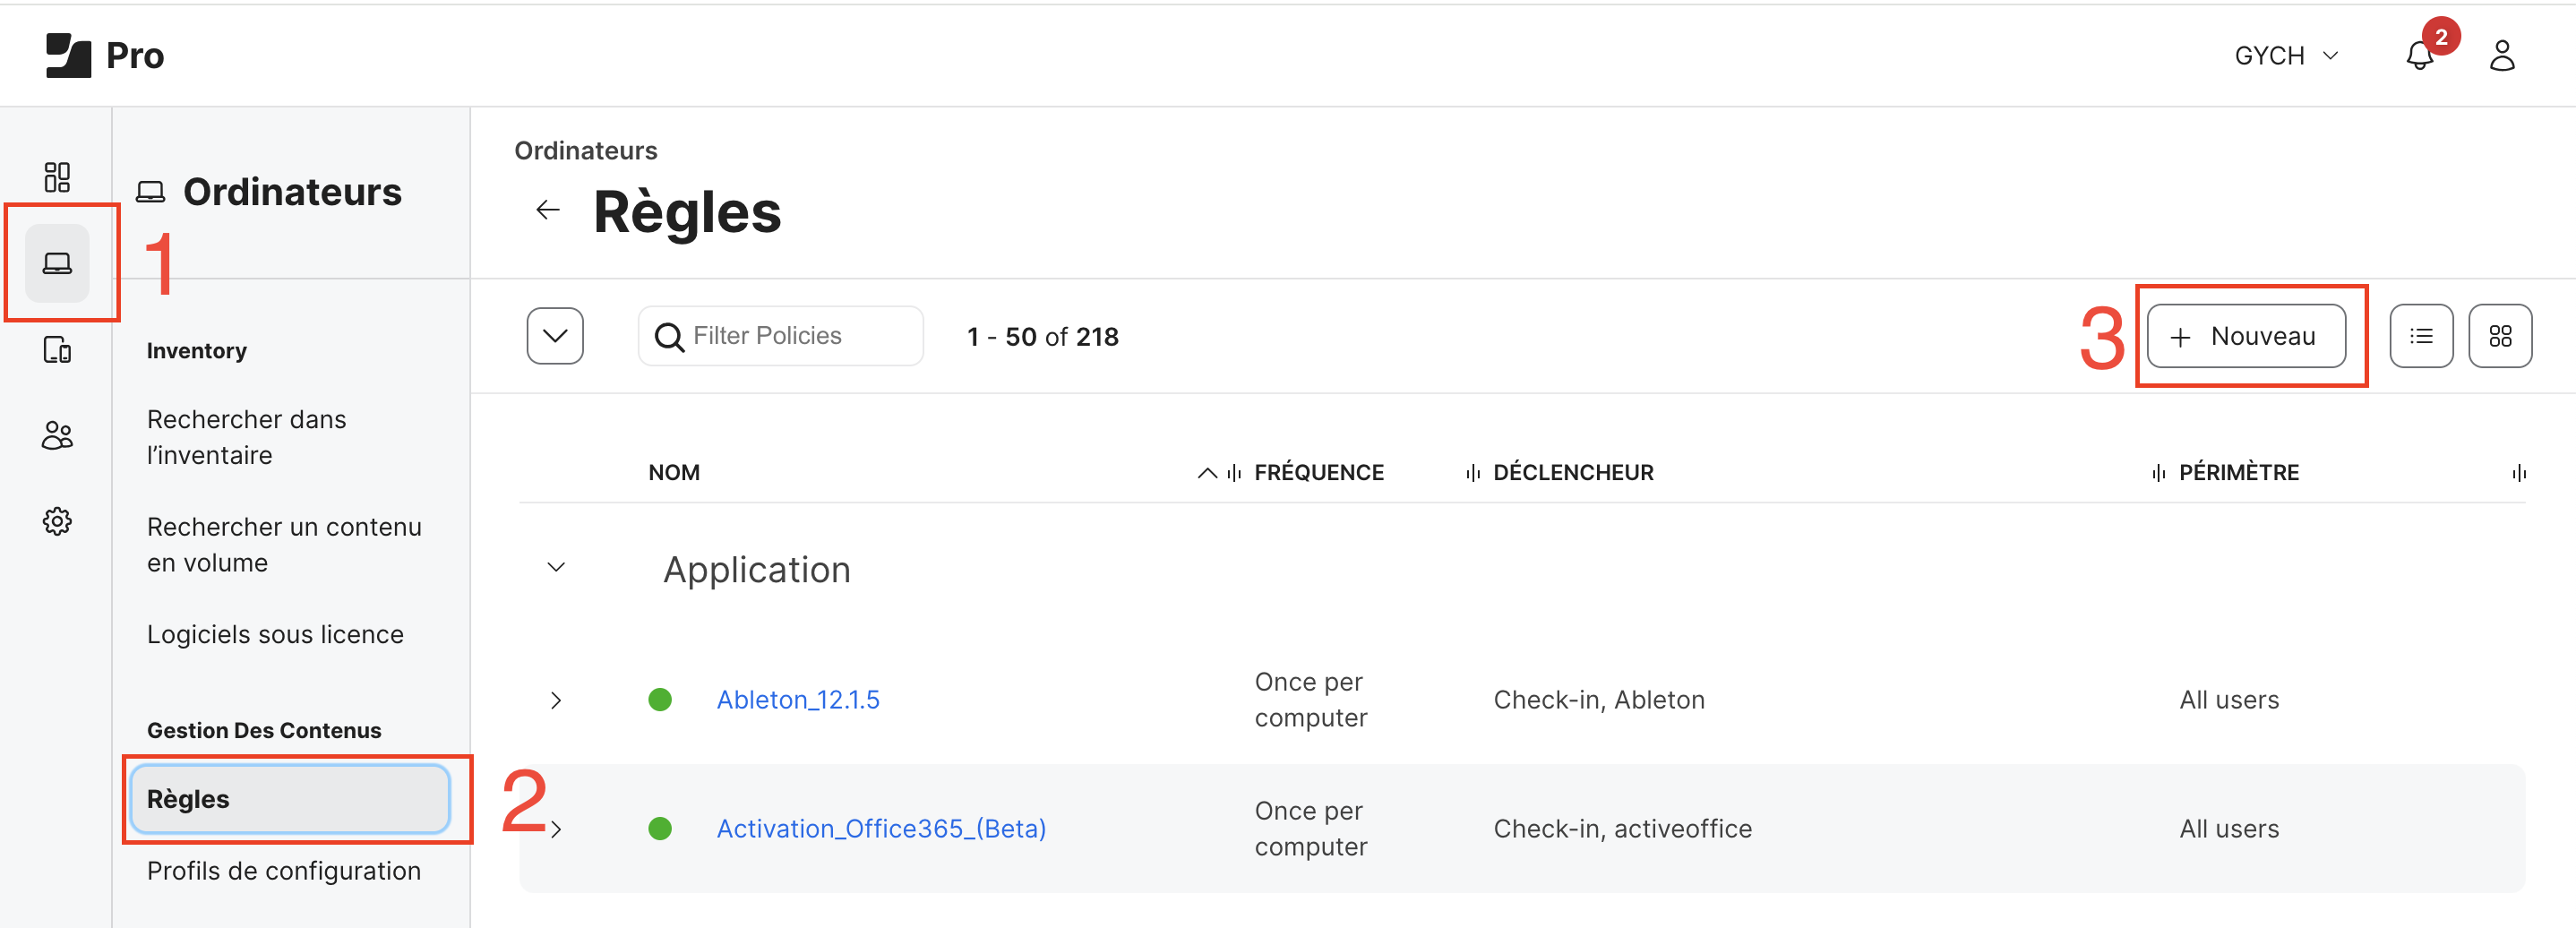 Pro
GYCH
2
Ordinateurs
1
Inventory
Rechercher dans
l’inventaire
Rechercher un contenu
en volume
Logiciels sous licence
Gestion Des Contenus
Règles
2
Profils de configuration
Ordinateurs
Règles
Filter Policies
1 - 50 of 218
3
Nouveau
NOM FRÉQUENCE DÉCLENCHEUR PÉRIMÈTRE
Application
Ableton_12.1.5
Once per
computer
Check-in, Ableton
All users
Activation_Office365_(Beta)
Once per
computer
Check-in, activeoffice
All users